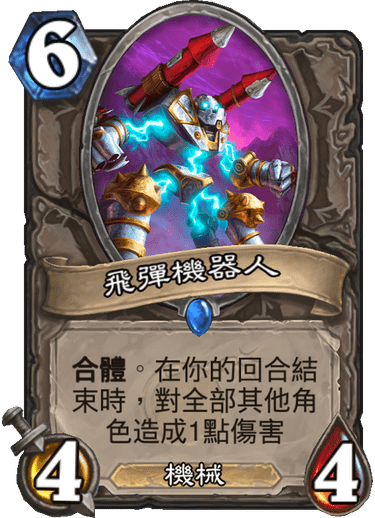 6
飛彈機器人
合體。在你的回合結
束時，對全部其他角
色造成1點傷害
機械
4
4